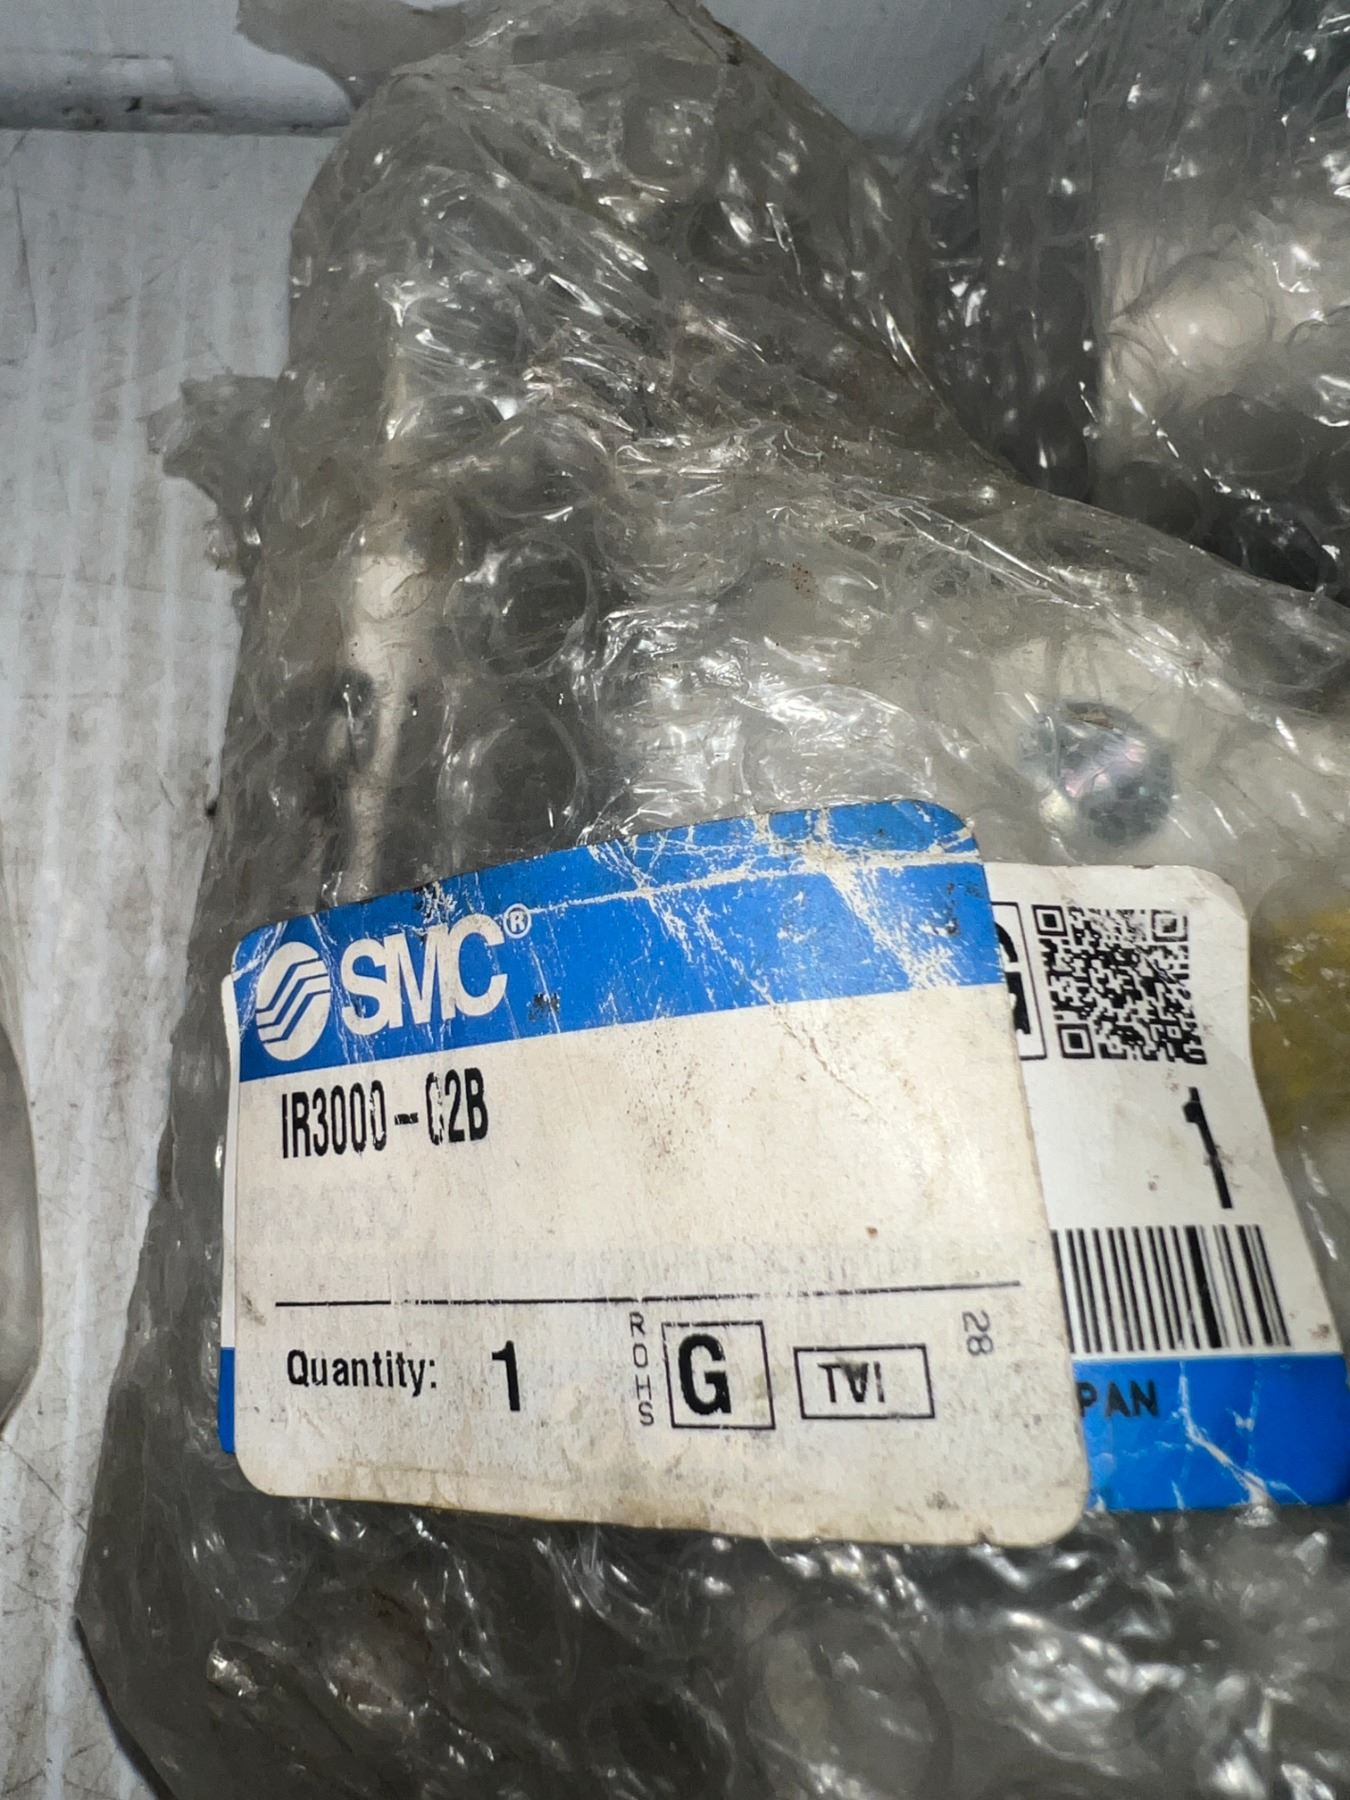 SMC®
IR3000-02B
Quantity: 1
ROHS
G
TVI
28
G
1
PAN